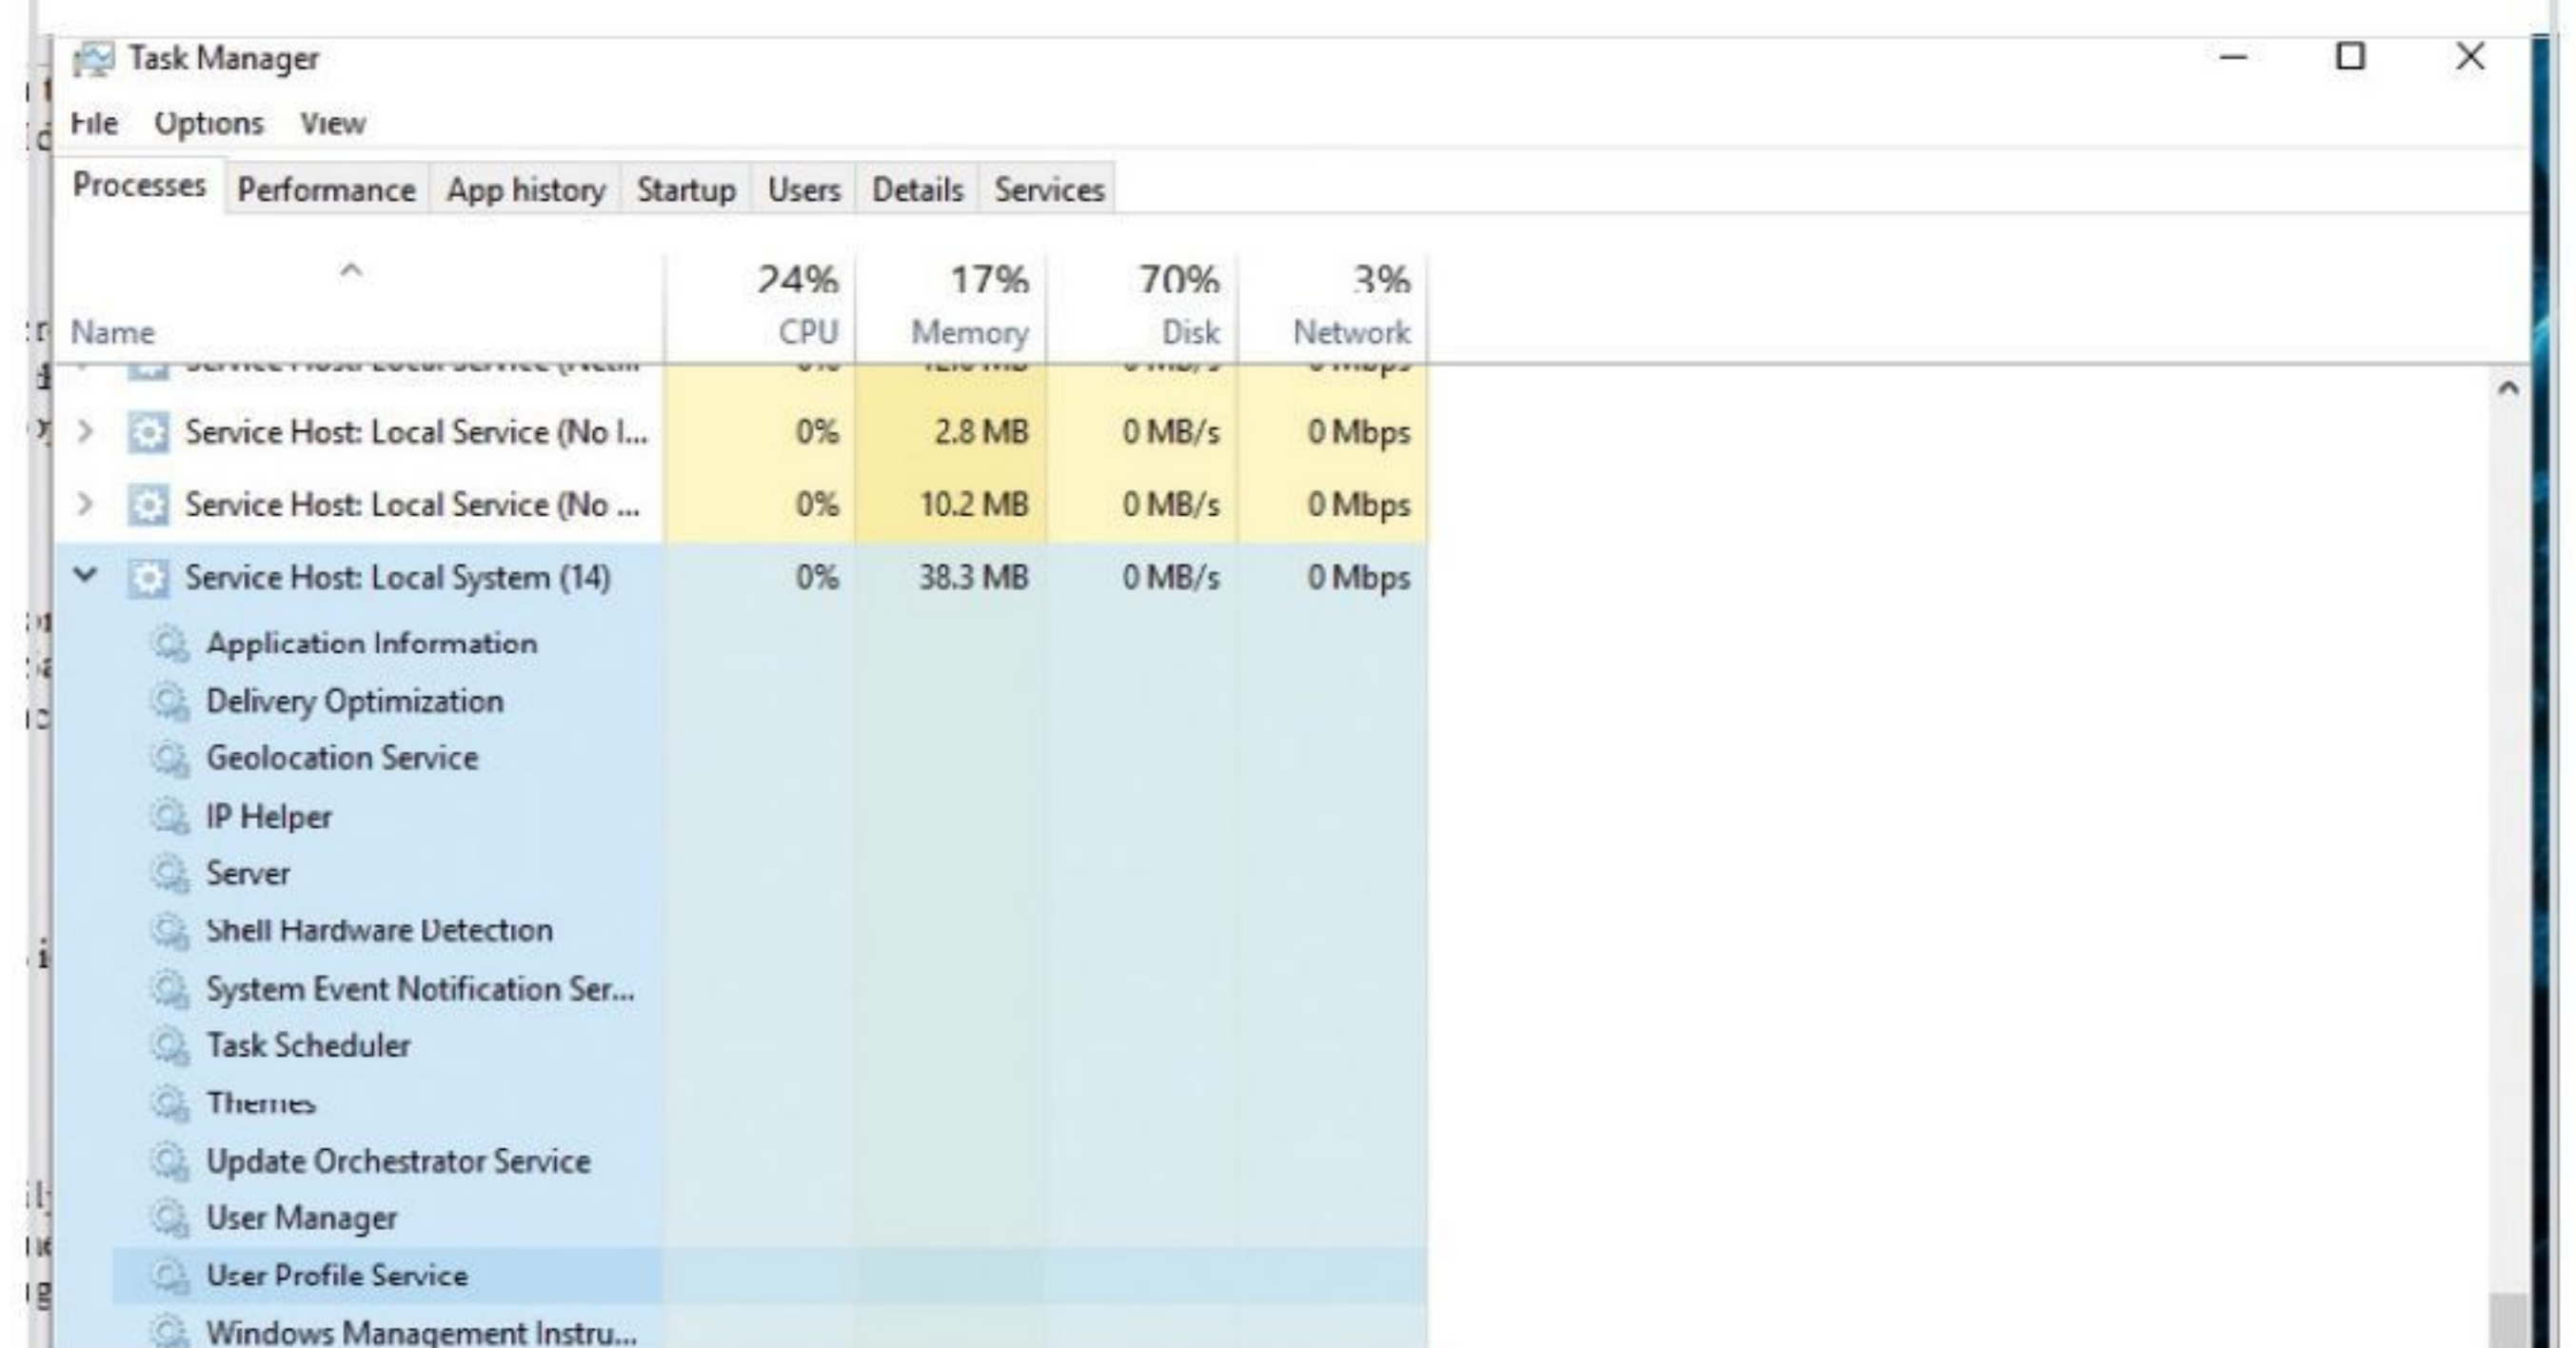 Task Manager
File Options View
Processes Performance App history Startup Users Details Services
24% 17% 70% 3%
Name CPU Memory Disk Network
Service Host: Local Service (No I... 0% 2.8 MB 0 MB/s 0 Mbps
Service Host: Local Service (No ... 0% 10.2 MB 0 MB/s 0 Mbps
Service Host: Local System (14) 0% 38.3 MB 0 MB/s 0 Mbps
Application Information
Delivery Optimization
Geolocation Service
IP Helper
Server
Shell Hardware Detection
System Event Notification Ser...
Task Scheduler
Themes
Update Orchestrator Service
User Manager
User Profile Service
Windows Management Instru...